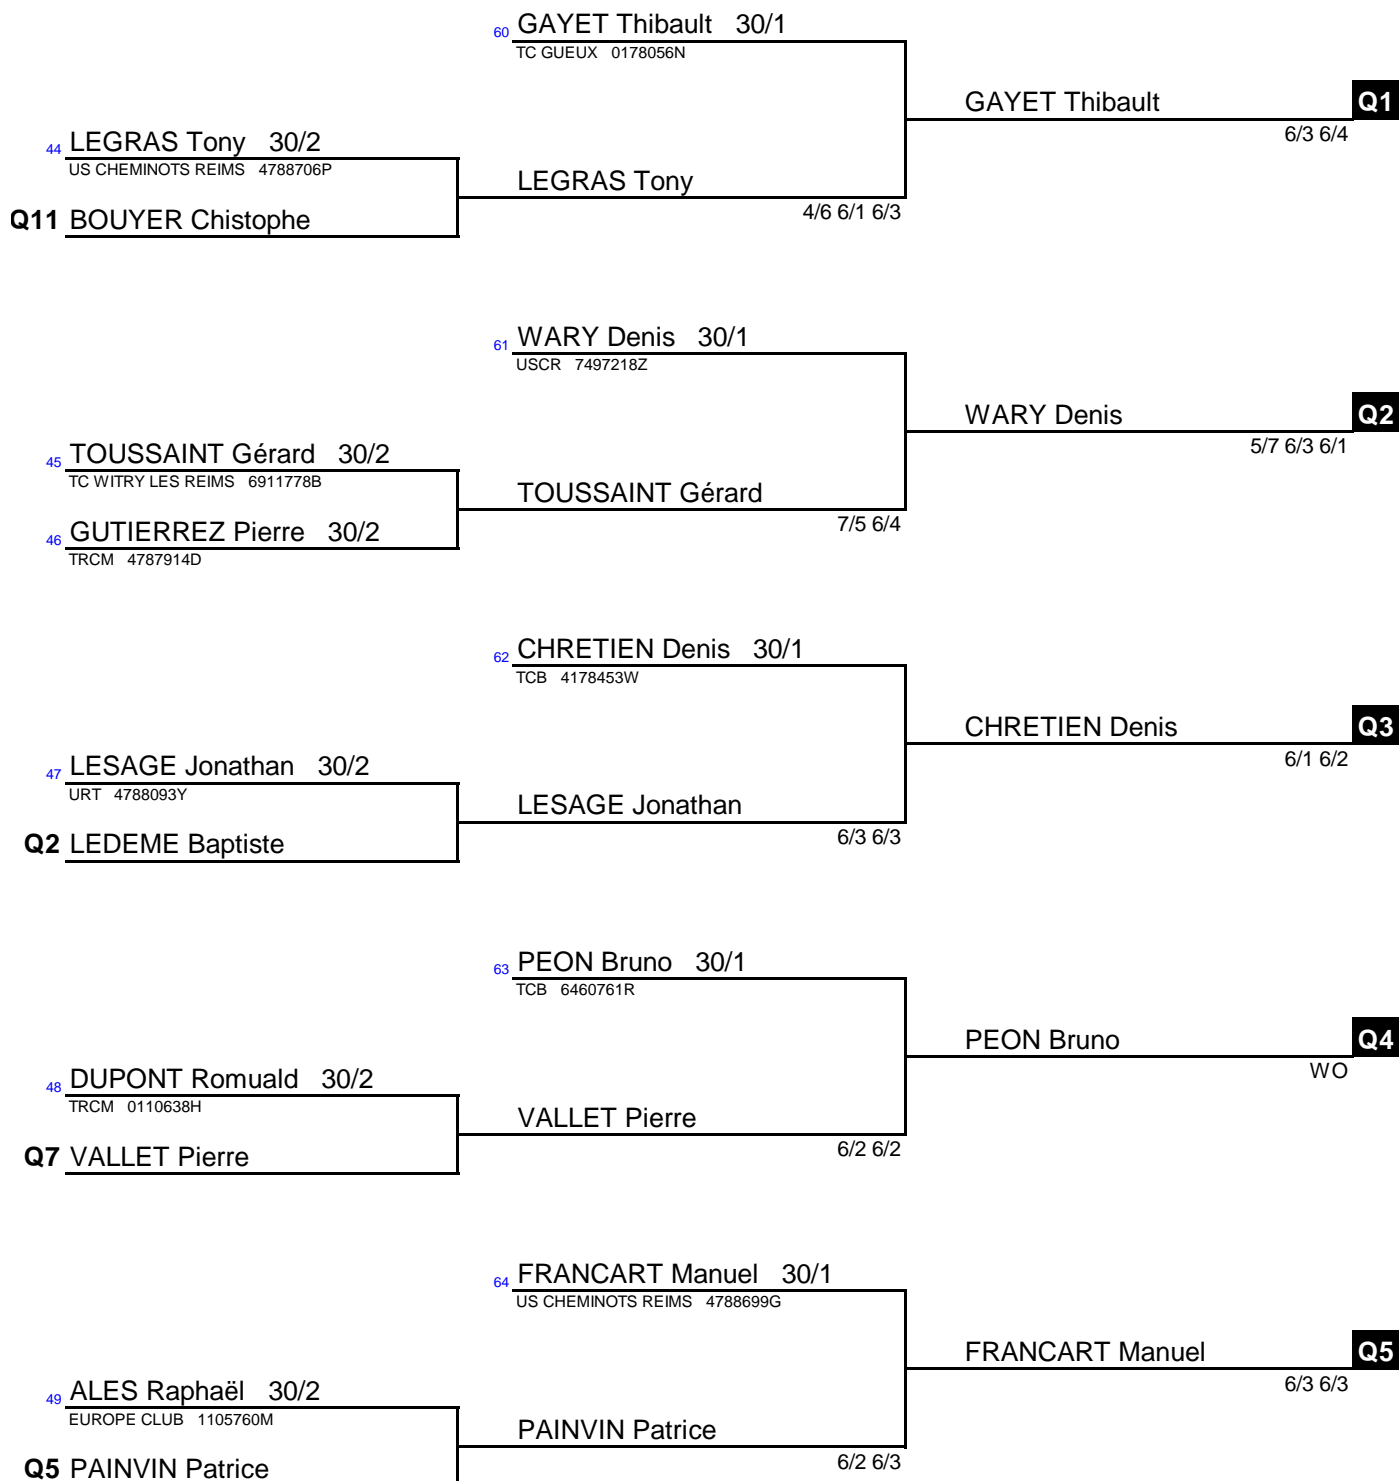 60 GAYET Thibault 30/1
TC GUEUX 0178056N
GAYET Thibault Q1
6/3 6/4
44 LEGRAS Tony 30/2
US CHEMINOTS REIMS 4788706P
LEGRAS Tony
4/6 6/1 6/3
Q11 BOUYER Chistophe
61 WARY Denis 30/1
USCR 7497218Z
WARY Denis Q2
5/7 6/3 6/1
45 TOUSSAINT Gérard 30/2
TC WITRY LES REIMS 6911778B
TOUSSAINT Gérard
7/5 6/4
46 GUTIERREZ Pierre 30/2
TRCM 4787914D
62 CHRETIEN Denis 30/1
TCB 4178453W
CHRETIEN Denis Q3
6/1 6/2
47 LESAGE Jonathan 30/2
URT 4788093Y
LESAGE Jonathan
6/3 6/3
Q2 LEDEME Baptiste
63 PEON Bruno 30/1
TCB 6460761R
PEON Bruno Q4
WO
48 DUPONT Romuald 30/2
TRCM 0110638H
VALLET Pierre
6/2 6/2
Q7 VALLET Pierre
64 FRANCART Manuel 30/1
US CHEMINOTS REIMS 4788699G
FRANCART Manuel Q5
6/3 6/3
49 ALES Raphaël 30/2
EUROPE CLUB 1105760M
PAINVIN Patrice
6/2 6/3
Q5 PAINVIN Patrice